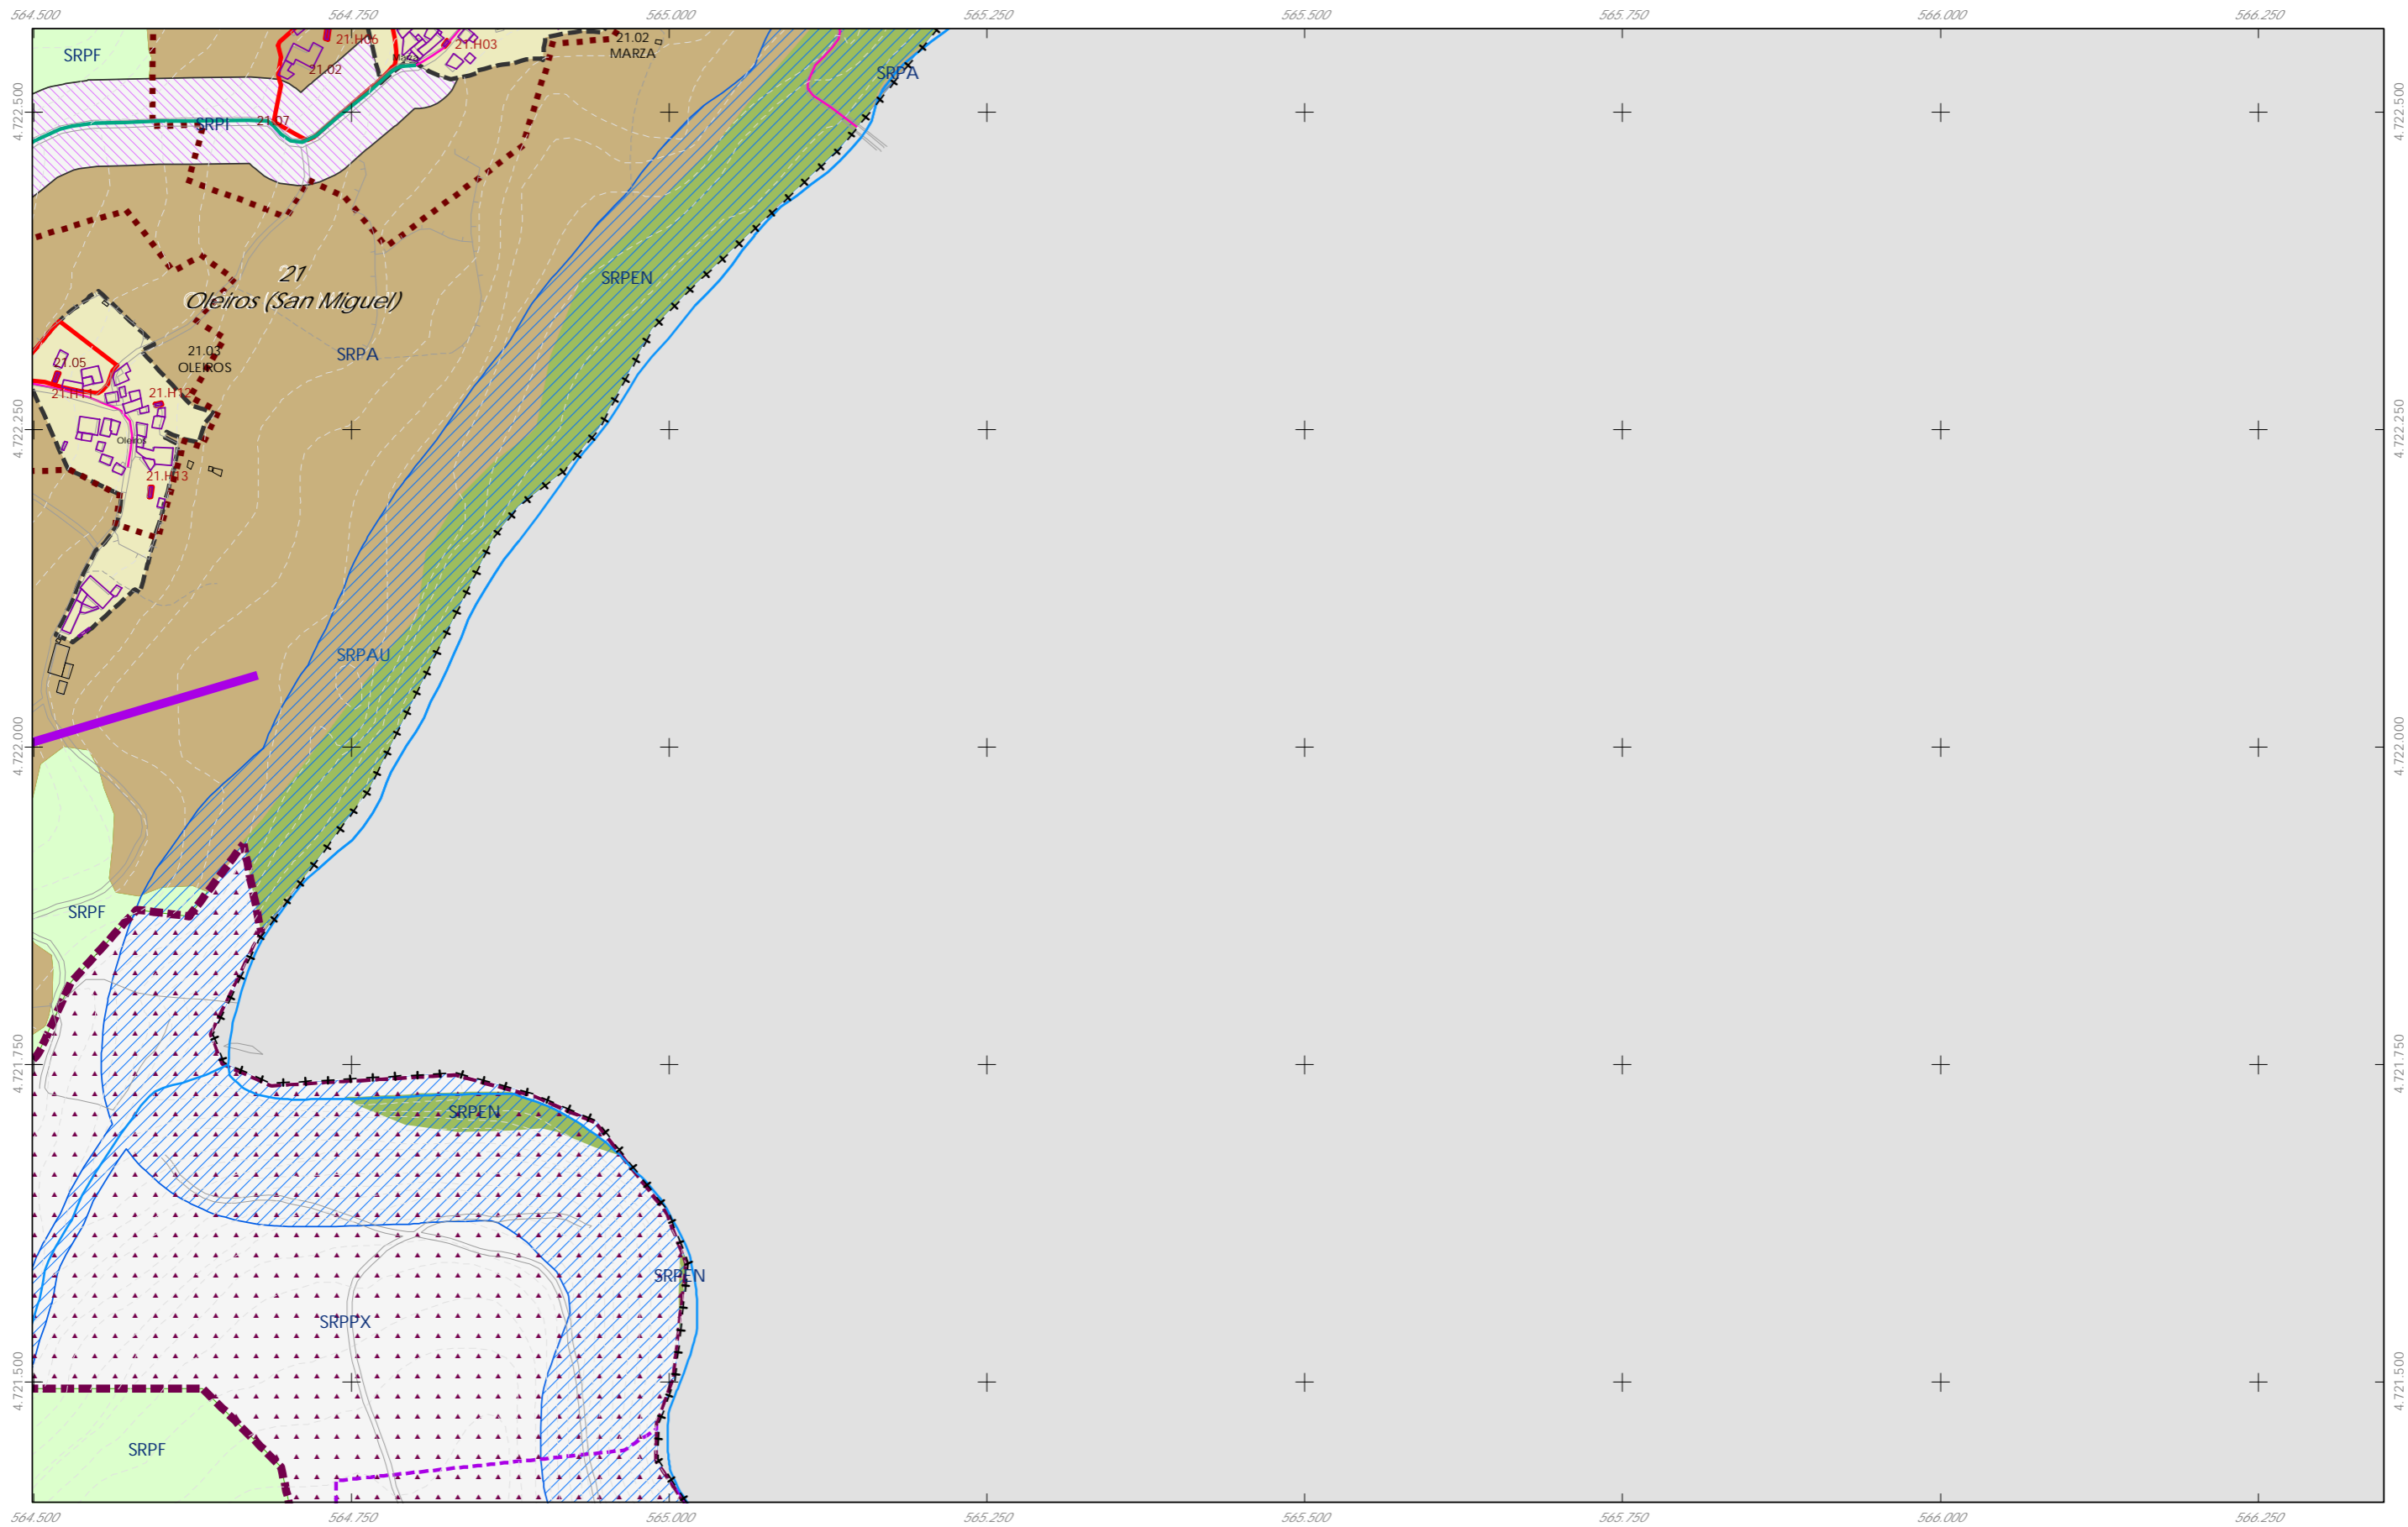 564.500 564.750 565.000 565.250 565.500 565.750 566.000 566.250
21.H06
21.H03
21.02
MARZA
SRPF
21.02
SRPA
4.722.500
4.722.500
21.07
SRPI
21
SRPEN
Oleiros (San Miguel)
21.03
OLEIROS
SRPA
21.05
21.H11
21.H12
4.722.250
4.722.250
Oleiros
21.H13
SRPAU
4.722.000
4.722.000
SRPF
4.721.750
4.721.750
SRPEN
SRPEN
SRPPX
4.721.500
4.721.500
SRPF
564.500 564.750 565.000 565.250 565.500 565.750 566.000 566.250